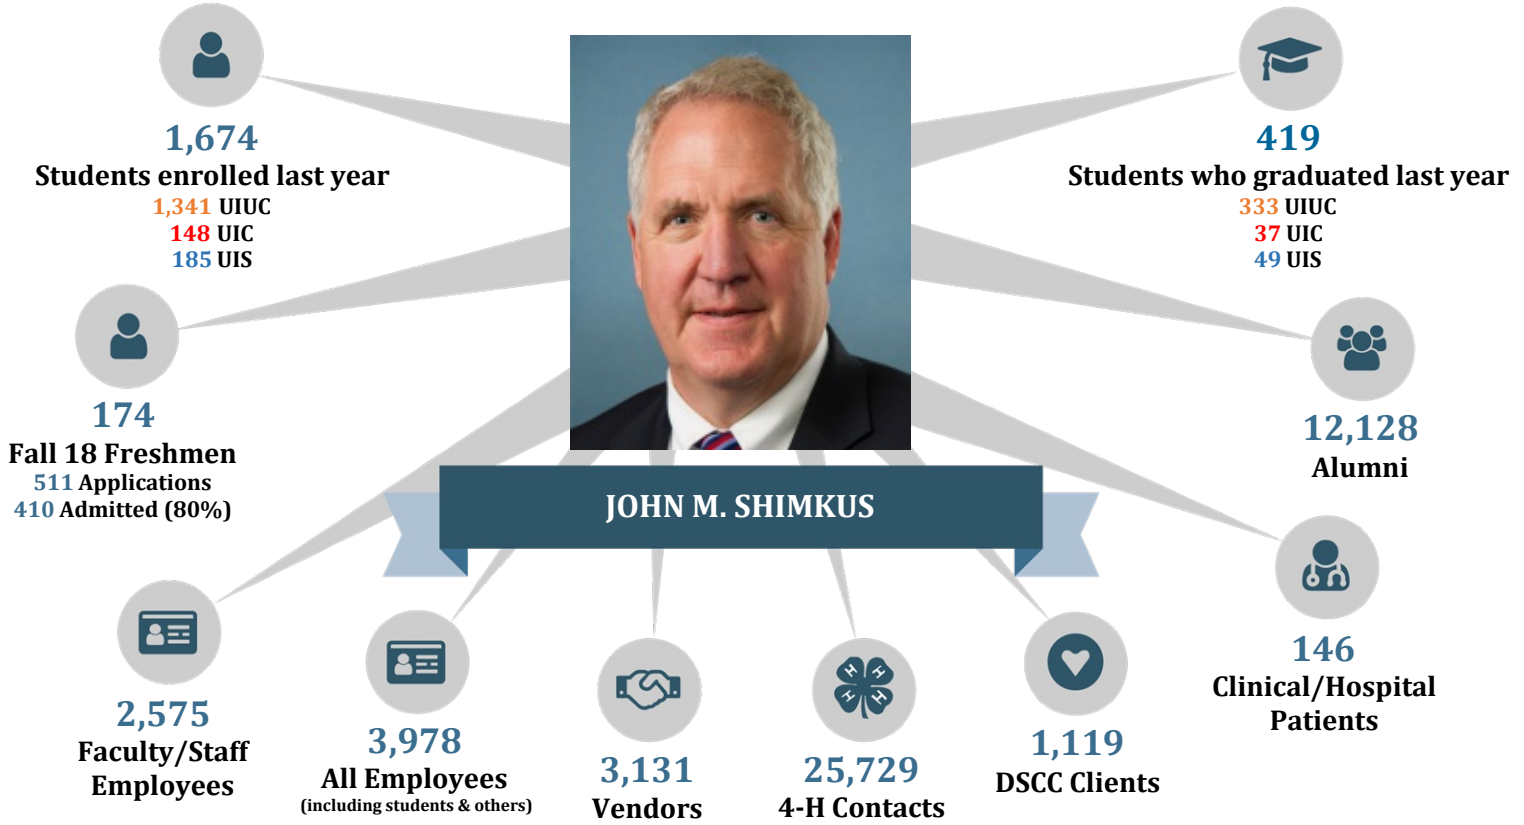 1,674
Students enrolled last year
1,341 UIUC
148 UIC
185 UIS
419
Students who graduated last year
333 UIUC
37 UIC
49 UIS
174
Fall 18 Freshmen
511 Applications
410 Admitted (80%)
12,128
Alumni
JOHN M. SHIMKUS
2,575
Faculty/Staff
Employees
3,978
All Employees
(including students & others)
3,131
Vendors
H H
H H
25,729
4-H Contacts
1,119
DSCC Clients
146
Clinical/Hospital
Patients